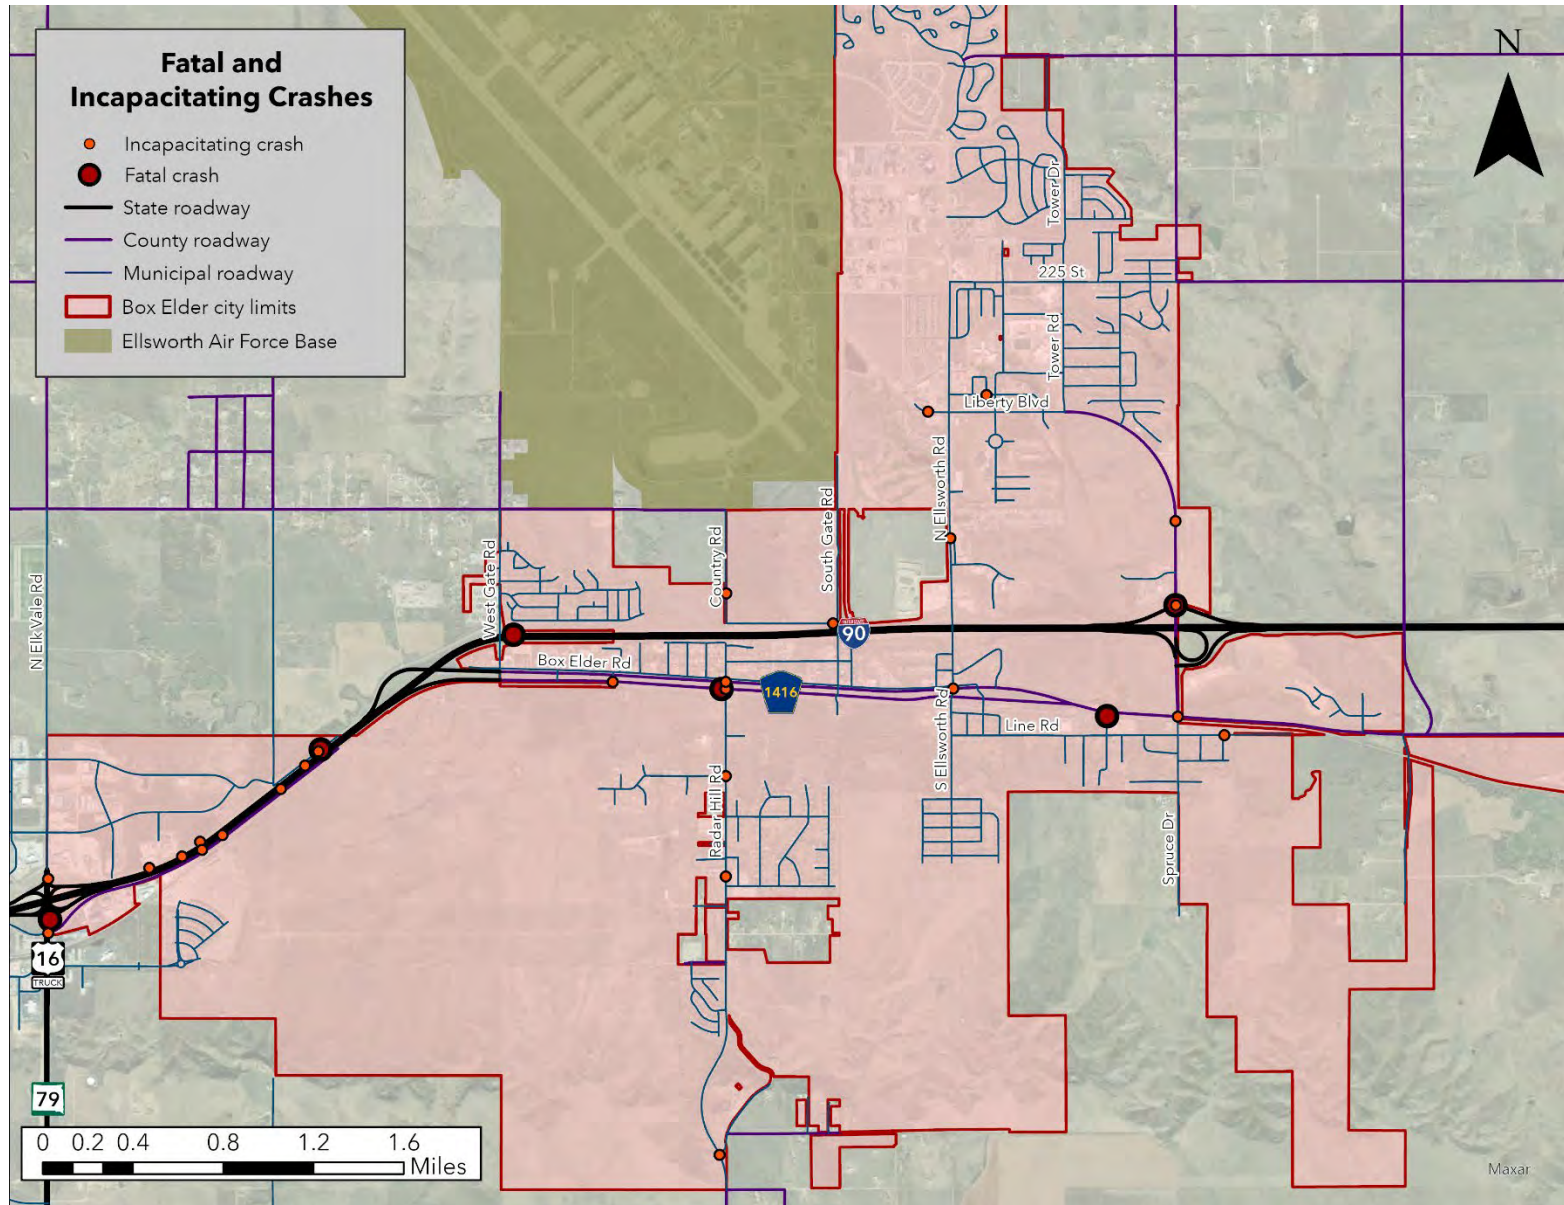 Fatal and
Incapacitating Crashes
Incapacitating crash
Fatal crash
State roadway
County roadway
Municipal roadway
Box Elder city limits
Ellsworth Air Force Base
N
Tower Dr
225 St
Tower Rd
Liberty Blvd
N Ellsworth Rd
South Gate Rd
Country Rd
West Gate Rd
N Elk Vale Rd
90
Box Elder Rd
1416
S Ellsworth Rd
Line Rd
Radar Hill Rd
Spruce Dr
16
TRUCK
79
0 0.2 0.4 0.8 1.2 1.6
Miles
Maxar